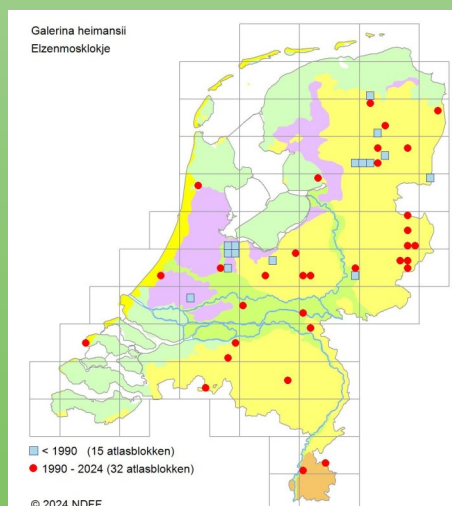 Galerina heimansii
Elzenmosklokje
< 1990 (15 atlasblokken)
1990 - 2024 (32 atlasblokken)
© 2024 NDFF